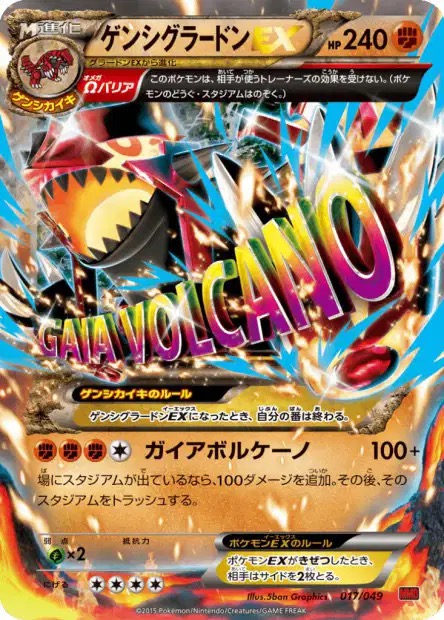 M進化
ゲンシグラードンEX
HP240
グラードンEXから進化
ゲンシカイキ
オメガ
Ωバリア
このポケモンは、相手が使うトレーナーズの効果を受けない。(ポケ
モンのどうぐ・スタジアムはのぞく。)
GAIA VOLCANO
ゲンシカイキのルール
ゲンシグラードンEXになったとき、自分の番は終わる。
ガイアボルケーノ 100+
場にスタジアムが出ているなら、100ダメージを追加。その後、その
スタジアムをトラッシュする。
弱点 抵抗力
×2
にげる
ポケモンEXのルール
ポケモンEXがきぜつしたとき、
相手はサイドを2枚とる。
Illus. 5ban Graphics 017/049
©2015 Pokémon/Nintendo/Creatures/GAME FREAK